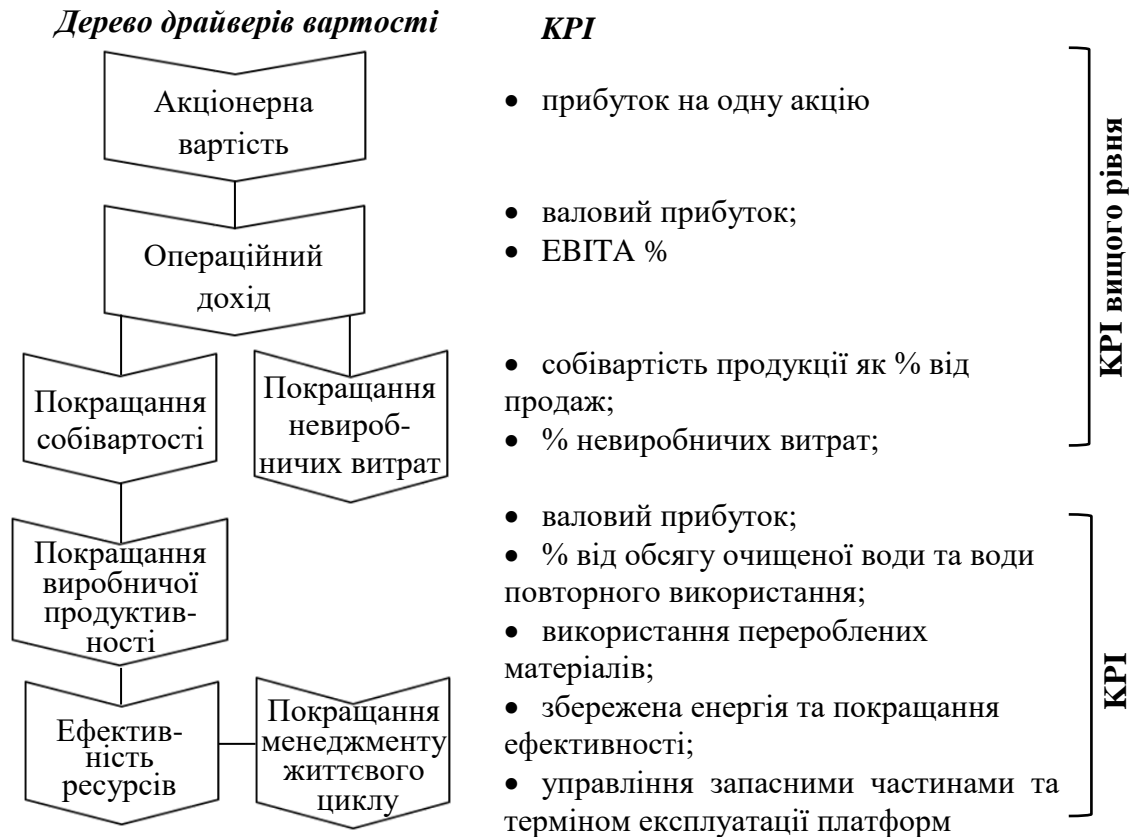 Дерево драйверів вартості
KPI
Акціонерна
вартість
• прибуток на одну акцію
Операційний
дохід
• валовий прибуток;
• EBITA %
Покращання
собівартості
Покращання
невироб-
ничих витрат
• собівартість продукції як % від
продаж;
• % невиробничих витрат;
KPI вищого рівня
Покращання
виробничої
продуктив-
ності
Ефектив-
ність
ресурсів
Покращання
менеджменту
життєвого
циклу
• валовий прибуток;
• % від обсягу очищеної води та води
повторного використання;
• використання перероблених
матеріалів;
• збережена енергія та покращання
ефективності;
• управління запасними частинами та
терміном експлуатації платформ
KPI